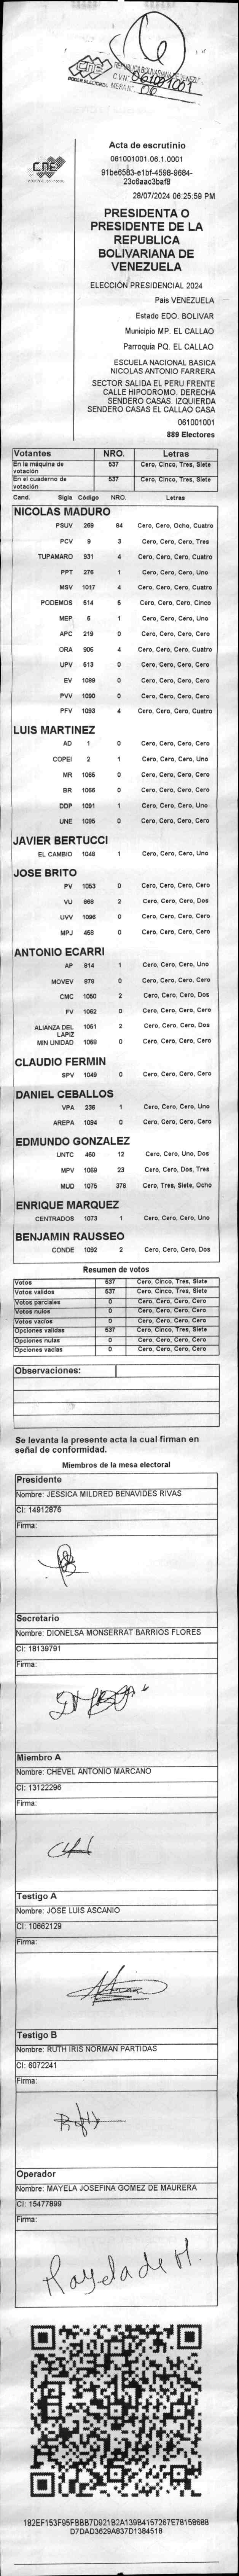 CNE
PODER ELECTORAL
REPUBLICA BOLIVARIANA DE VENEZUELA
C.V.Nº: 061001001
MESA Nº: 01
CNE
Acta de escrutinio
061001001.06.1.0001
91be6583-e1bf-4598-9684-
23c6aac3baf8
28/07/2024 06:25:59 PM
PRESIDENTA O
PRESIDENTE DE LA
REPUBLICA
BOLIVARIANA DE
VENEZUELA
ELECCIÓN PRESIDENCIAL 2024
Pais VENEZUELA
Estado EDO. BOLIVAR
Municipio MP. EL CALLAO
Parroquia PQ. EL CALLAO
ESCUELA NACIONAL BASICA
NICOLAS ANTONIO FARRERA
SECTOR SALIDA EL PERU FRENTE
CALLE HIPODROMO. DERECHA
SENDERO CASAS. IZQUIERDA
SENDERO CASAS EL CALLAO CASA
061001001
889 Electores
Votantes NRO. Letras
En la máquina de votación 537 Cero, Cinco, Tres, Siete
En el cuaderno de votación 537 Cero, Cinco, Tres, Siete
Cand. Sigla Código NRO. Letras
NICOLAS MADURO
PSUV 269 84 Cero, Cero, Ocho, Cuatro
PCV 9 3 Cero, Cero, Cero, Tres
TUPAMARO 931 4 Cero, Cero, Cero, Cuatro
PPT 276 1 Cero, Cero, Cero, Uno
MSV 1017 4 Cero, Cero, Cero, Cuatro
PODEMOS 514 5 Cero, Cero, Cero, Cinco
MEP 6 1 Cero, Cero, Cero, Uno
APC 219 0 Cero, Cero, Cero, Cero
ORA 906 4 Cero, Cero, Cero, Cuatro
UPV 513 0 Cero, Cero, Cero, Cero
EV 1089 0 Cero, Cero, Cero, Cero
PVV 1090 0 Cero, Cero, Cero, Cero
PFV 1093 4 Cero, Cero, Cero, Cuatro
LUIS MARTINEZ
AD 1 0 Cero, Cero, Cero, Cero
COPEI 2 1 Cero, Cero, Cero, Uno
MR 1065 0 Cero, Cero, Cero, Cero
BR 1066 0 Cero, Cero, Cero, Cero
DDP 1091 1 Cero, Cero, Cero, Uno
UNE 1095 0 Cero, Cero, Cero, Cero
JAVIER BERTUCCI
EL CAMBIO 1048 1 Cero, Cero, Cero, Uno
JOSE BRITO
PV 1053 0 Cero, Cero, Cero, Cero
VU 868 2 Cero, Cero, Cero, Dos
UVV 1096 0 Cero, Cero, Cero, Cero
MPJ 458 0 Cero, Cero, Cero, Cero
ANTONIO ECARRI
AP 914 1 Cero, Cero, Cero, Uno
MOVEV 978 0 Cero, Cero, Cero, Cero
CMC 1050 2 Cero, Cero, Cero, Dos
FV 1062 0 Cero, Cero, Cero, Cero
ALIANZA DEL LAPIZ 1051 2 Cero, Cero, Cero, Dos
MIN UNIDAD 1068 0 Cero, Cero, Cero, Cero
CLAUDIO FERMIN
SPV 1049 0 Cero, Cero, Cero, Cero
DANIEL CEBALLOS
VPA 236 1 Cero, Cero, Cero, Uno
AREPA 1094 0 Cero, Cero, Cero, Cero
EDMUNDO GONZALEZ
UNTC 460 12 Cero, Cero, Uno, Dos
MPV 1069 23 Cero, Cero, Dos, Tres
MUD 1075 378 Cero, Tres, Siete, Ocho
ENRIQUE MARQUEZ
CENTRADOS 1073 1 Cero, Cero, Cero, Uno
BENJAMIN RAUSSEO
CONDE 1092 2 Cero, Cero, Cero, Dos
Resumen de votos
Votos 537 Cero, Cinco, Tres, Siete
Votos validos 537 Cero, Cinco, Tres, Siete
Votos parciales 0 Cero, Cero, Cero, Cero
Votos nulos 0 Cero, Cero, Cero, Cero
Votos vacios 0 Cero, Cero, Cero, Cero
Opciones validas 537 Cero, Cinco, Tres, Siete
Opciones nulas 0 Cero, Cero, Cero, Cero
Opciones vacias 0 Cero, Cero, Cero, Cero
Observaciones:
Se levanta la presente acta la cual firman en
señal de conformidad.
Miembros de la mesa electoral
Presidente
Nombre: JESSICA MILDRED BENAVIDES RIVAS
CI: 14912876
Firma:
Secretario
Nombre: DIONELSA MONSERRAT BARRIOS FLORES
CI: 18139791
Firma:
Miembro A
Nombre: CHEVEL ANTONIO MARCANO
CI: 13122296
Firma:
Testigo A
Nombre: JOSE LUIS ASCANIO
CI: 10662129
Firma:
Testigo B
Nombre: RUTH IRIS NORMAN PARTIDAS
CI: 6072241
Firma:
Operador
Nombre: MAYELA JOSEFINA GOMEZ DE MAURERA
CI: 15477899
Firma:
Mayela de M.
182EF153F95FBBB7D921B2A139B4157267E78158688
D7DAD3629A837D1384518